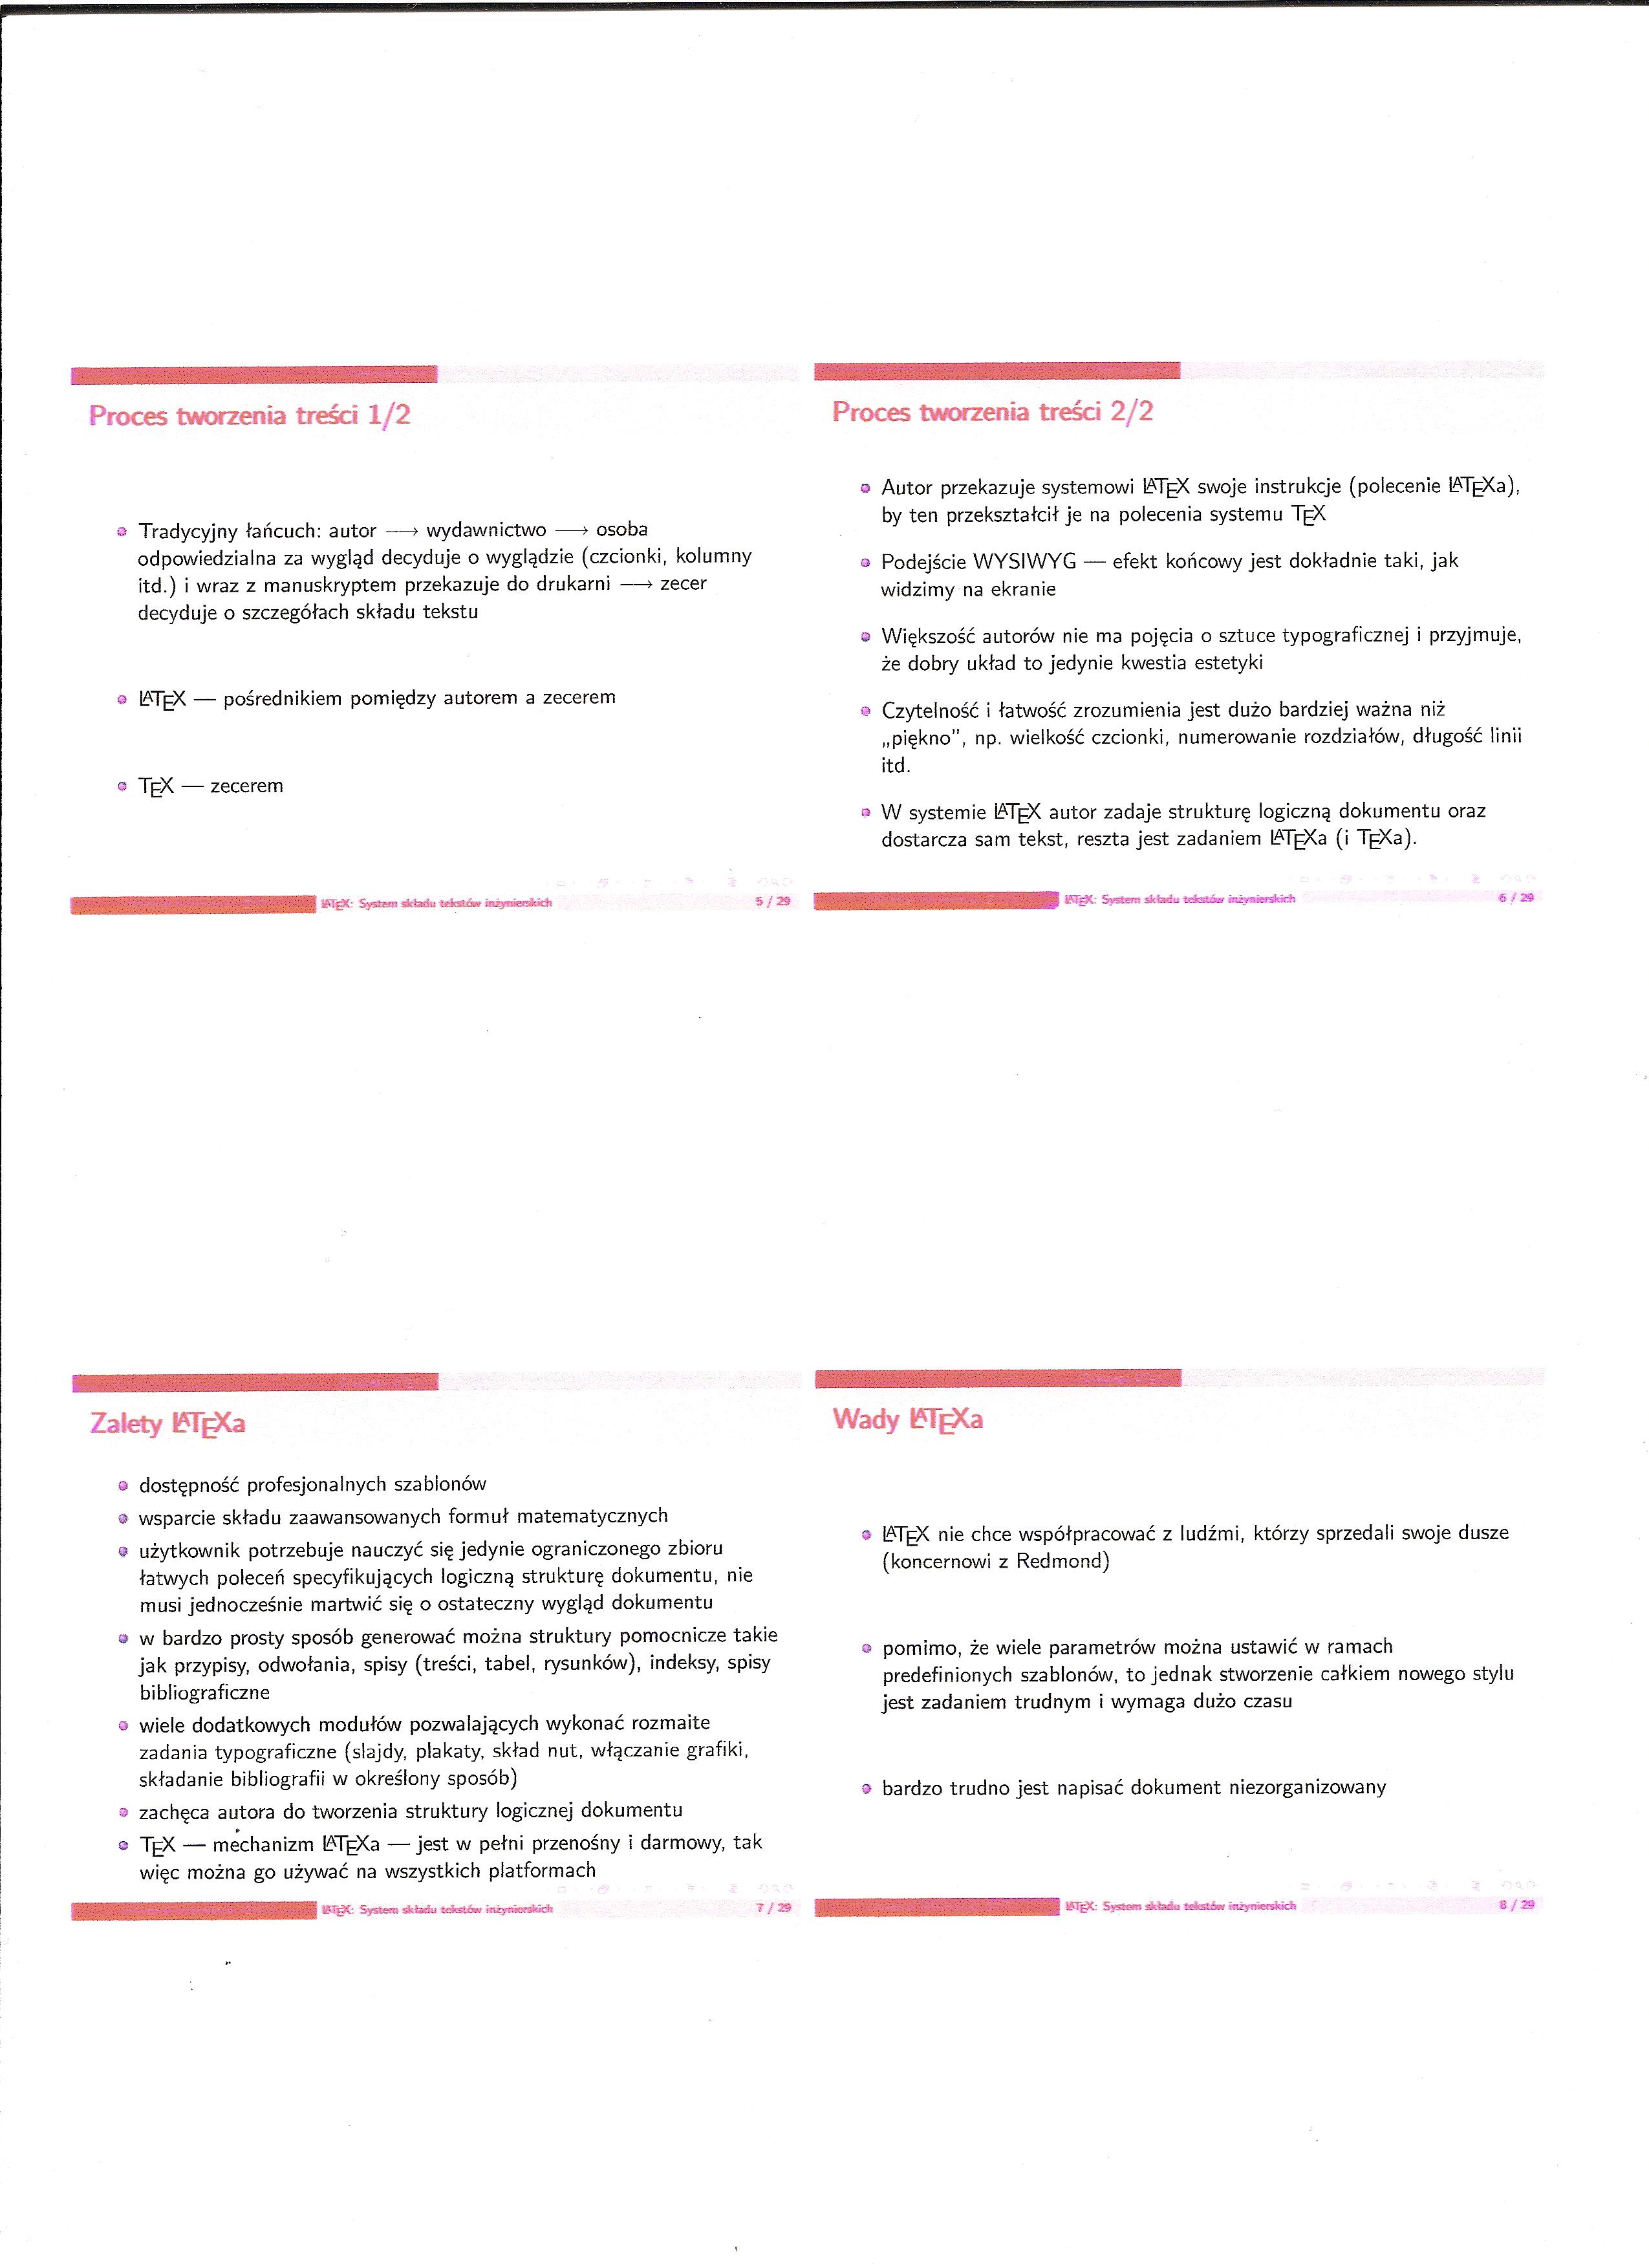 Proces tworzenia treści 1/2
Tradycyjny łańcuch: autor ⟶ wydawnictwo ⟶ osoba
odpowiedzialna za wygląd decyduje o wyglądzie (czcionki, kolumny
itd.) i wraz z manuskryptem przekazuje do drukarni ⟶ zecer
decyduje o szczegółach składu tekstu
LATEX — pośrednikiem pomiędzy autorem a zecerem
TEX — zecerem
LATEX: System składu tekstów inżynierskich 5 / 29
Proces tworzenia treści 2/2
Autor przekazuje systemowi LATEX swoje instrukcje (polecenie LATEXa),
by ten przekształcił je na polecenia systemu TEX
Podejście WYSIWYG — efekt końcowy jest dokładnie taki, jak
widzimy na ekranie
Większość autorów nie ma pojęcia o sztuce typograficznej i przyjmuje,
że dobry układ to jedynie kwestia estetyki
Czytelność i łatwość zrozumienia jest dużo bardziej ważna niż
„piękno”, np. wielkość czcionki, numerowanie rozdziałów, długość linii
itd.
W systemie LATEX autor zadaje strukturę logiczną dokumentu oraz
dostarcza sam tekst, reszta jest zadaniem LATEXa (i TEXa).
LATEX: System składu tekstów inżynierskich 6 / 29
Zalety LATEXa
dostępność profesjonalnych szablonów
wsparcie składu zaawansowanych formuł matematycznych
użytkownik potrzebuje nauczyć się jedynie ograniczonego zbioru
łatwych poleceń specyfikujących logiczną strukturę dokumentu, nie
musi jednocześnie martwić się o ostateczny wygląd dokumentu
w bardzo prosty sposób generować można struktury pomocnicze takie
jak przypisy, odwołania, spisy (treści, tabel, rysunków), indeksy, spisy
bibliograficzne
wiele dodatkowych modułów pozwalających wykonać rozmaite
zadania typograficzne (slajdy, plakaty, skład nut, włączanie grafiki,
składanie bibliografii w określony sposób)
zachęca autora do tworzenia struktury logicznej dokumentu
TEX — mechanizm LATEXa — jest w pełni przenośny i darmowy, tak
więc można go używać na wszystkich platformach
LATEX: System składu tekstów inżynierskich 7 / 29
Wady LATEXa
LATEX nie chce współpracować z ludźmi, którzy sprzedali swoje dusze
(koncernowi z Redmond)
pomimo, że wiele parametrów można ustawić w ramach
predefinionych szablonów, to jednak stworzenie całkiem nowego stylu
jest zadaniem trudnym i wymaga dużo czasu
bardzo trudno jest napisać dokument niezorganizowany
LATEX: System składu tekstów inżynierskich 8 / 29